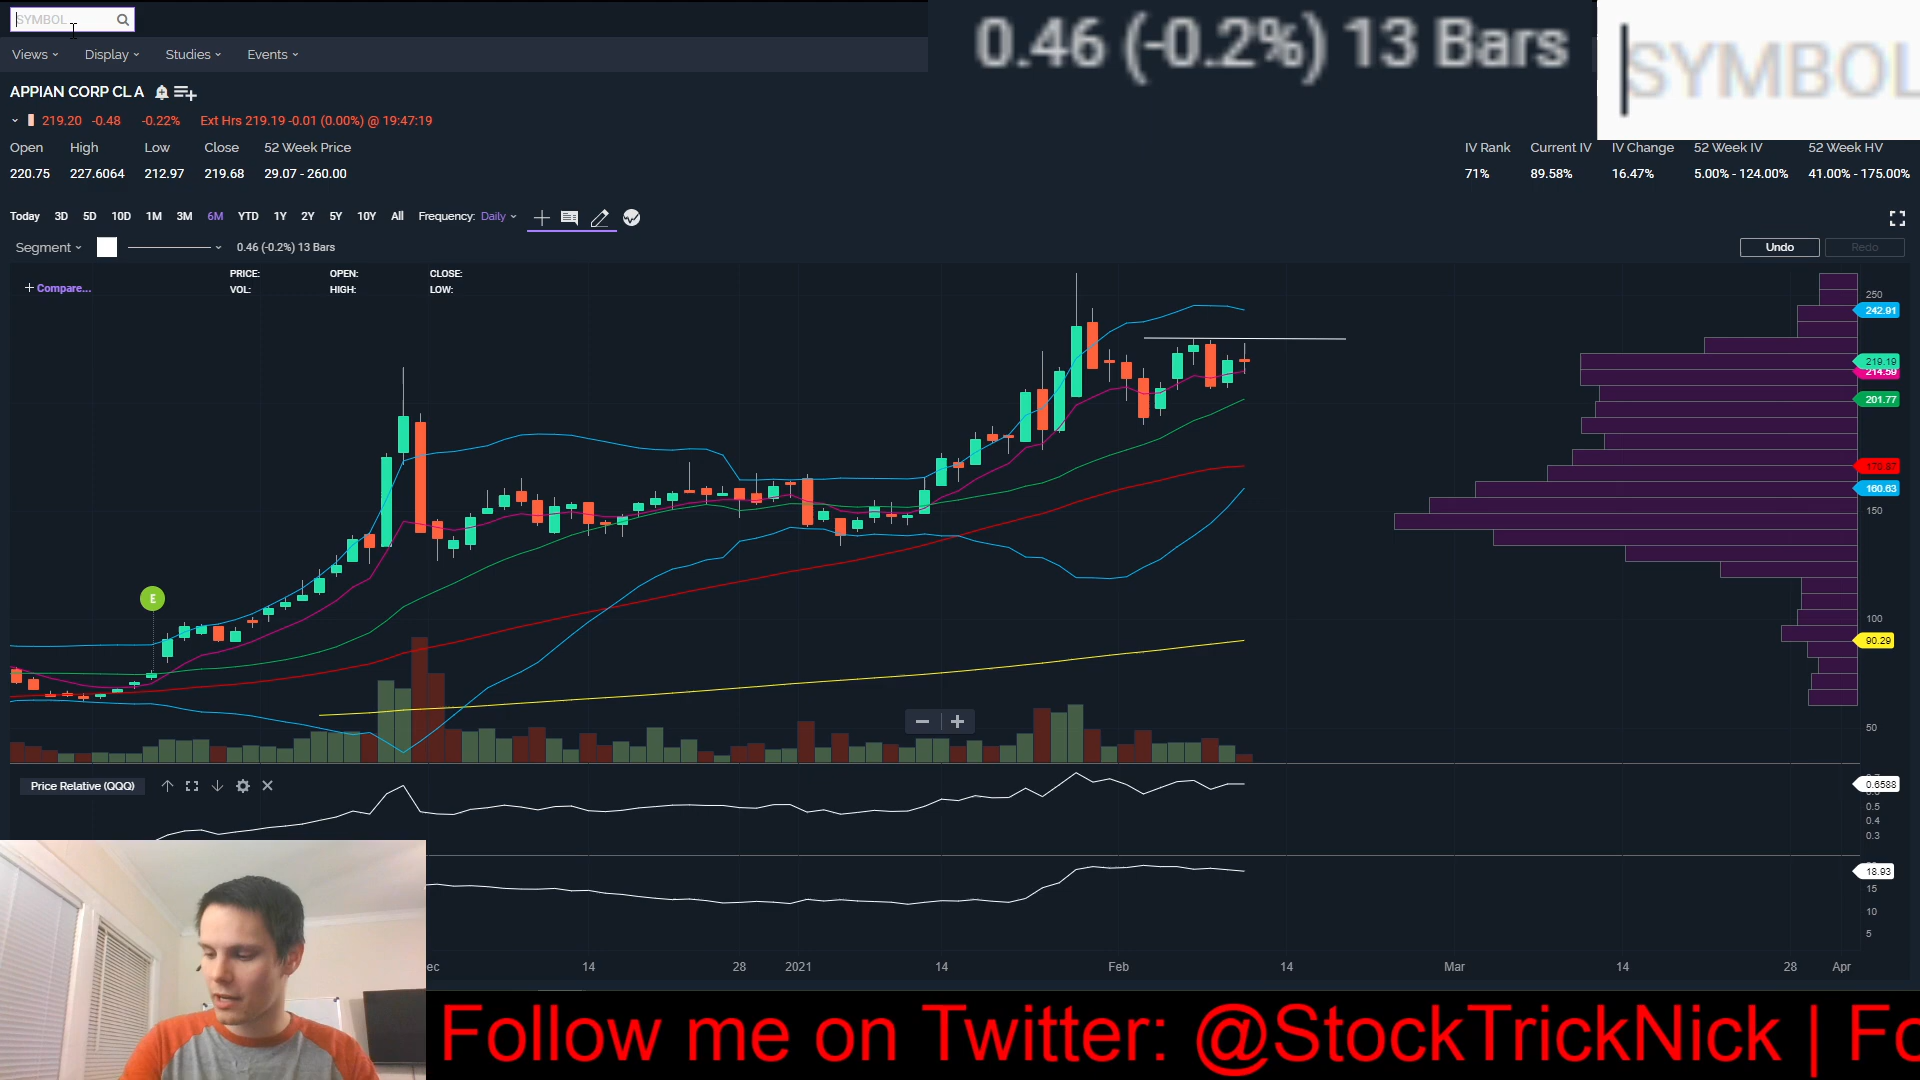 SYMBOL
0.46 (-0.2%) 13 Bars
SYMBOL
Views Display Studies Events
APPIAN CORP CL A
219.20 -0.48 -0.22% Ext Hrs 219.19 -0.01 (0.00%) @ 19:47:19
Open High Low Close 52 Week Price
IV Rank Current IV IV Change 52 Week IV 52 Week HV
220.75 227.6064 212.97 219.68 29.07 - 260.00
71% 89.58% 16.47% 5.00% - 124.00% 41.00% - 175.00%
Today 3D 5D 10D 1M 3M 6M YTD 1Y 2Y 5Y 10Y All Frequency: Daily
Segment 0.46 (-0.2%) 13 Bars
Undo Redo
PRICE: OPEN: CLOSE:
+ Compare...
VOL: HIGH: LOW:
250
242.91
219.19
214.59
201.77
170.87
160.63
150
E
100
90.29
50
Price Relative (QQQ)
0.6588
0.5
0.4
0.3
18.93
15
10
5
ec 14 28 2021 14 Feb 14 Mar 14 28 Apr
Follow me on Twitter: @StockTrickNick | Fo